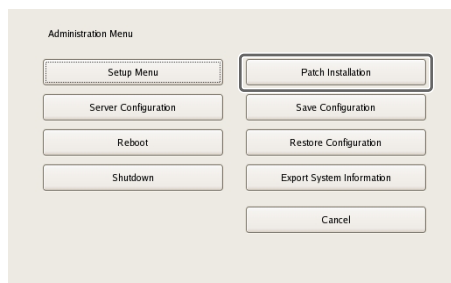 Administration Menu
Setup Menu
Patch Installation
Server Configuration
Save Configuration
Reboot
Restore Configuration
Shutdown
Export System Information
Cancel